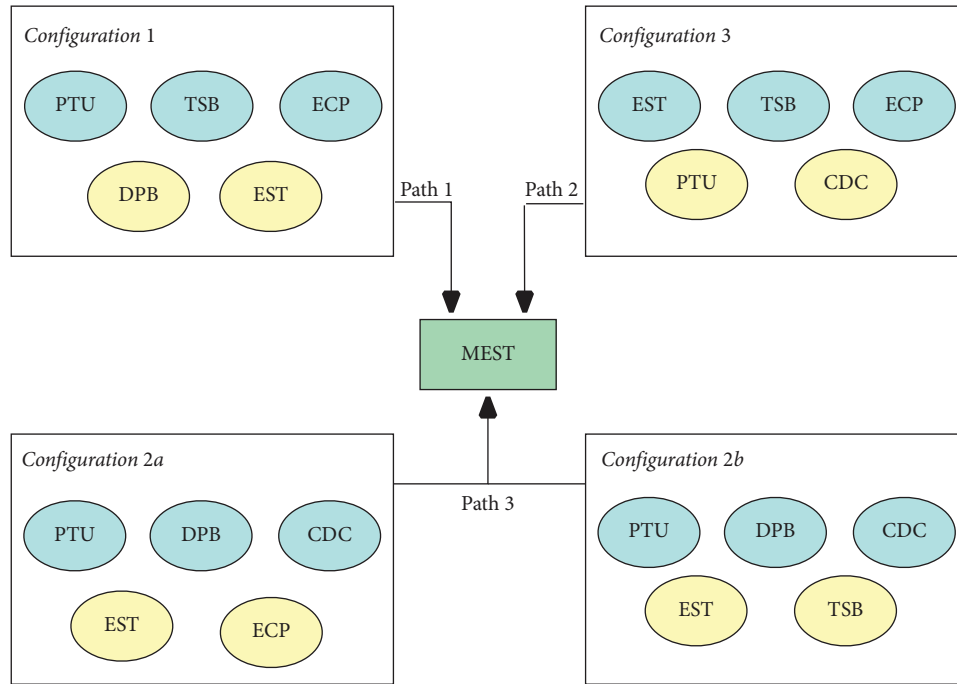 Configuration 1
PTU TSB ECP
DPB EST
Configuration 3
EST TSB ECP
PTU CDC
Path 1 Path 2
MEST
Configuration 2a
PTU DPB CDC
EST ECP
Path 3
Configuration 2b
PTU DPB CDC
EST TSB